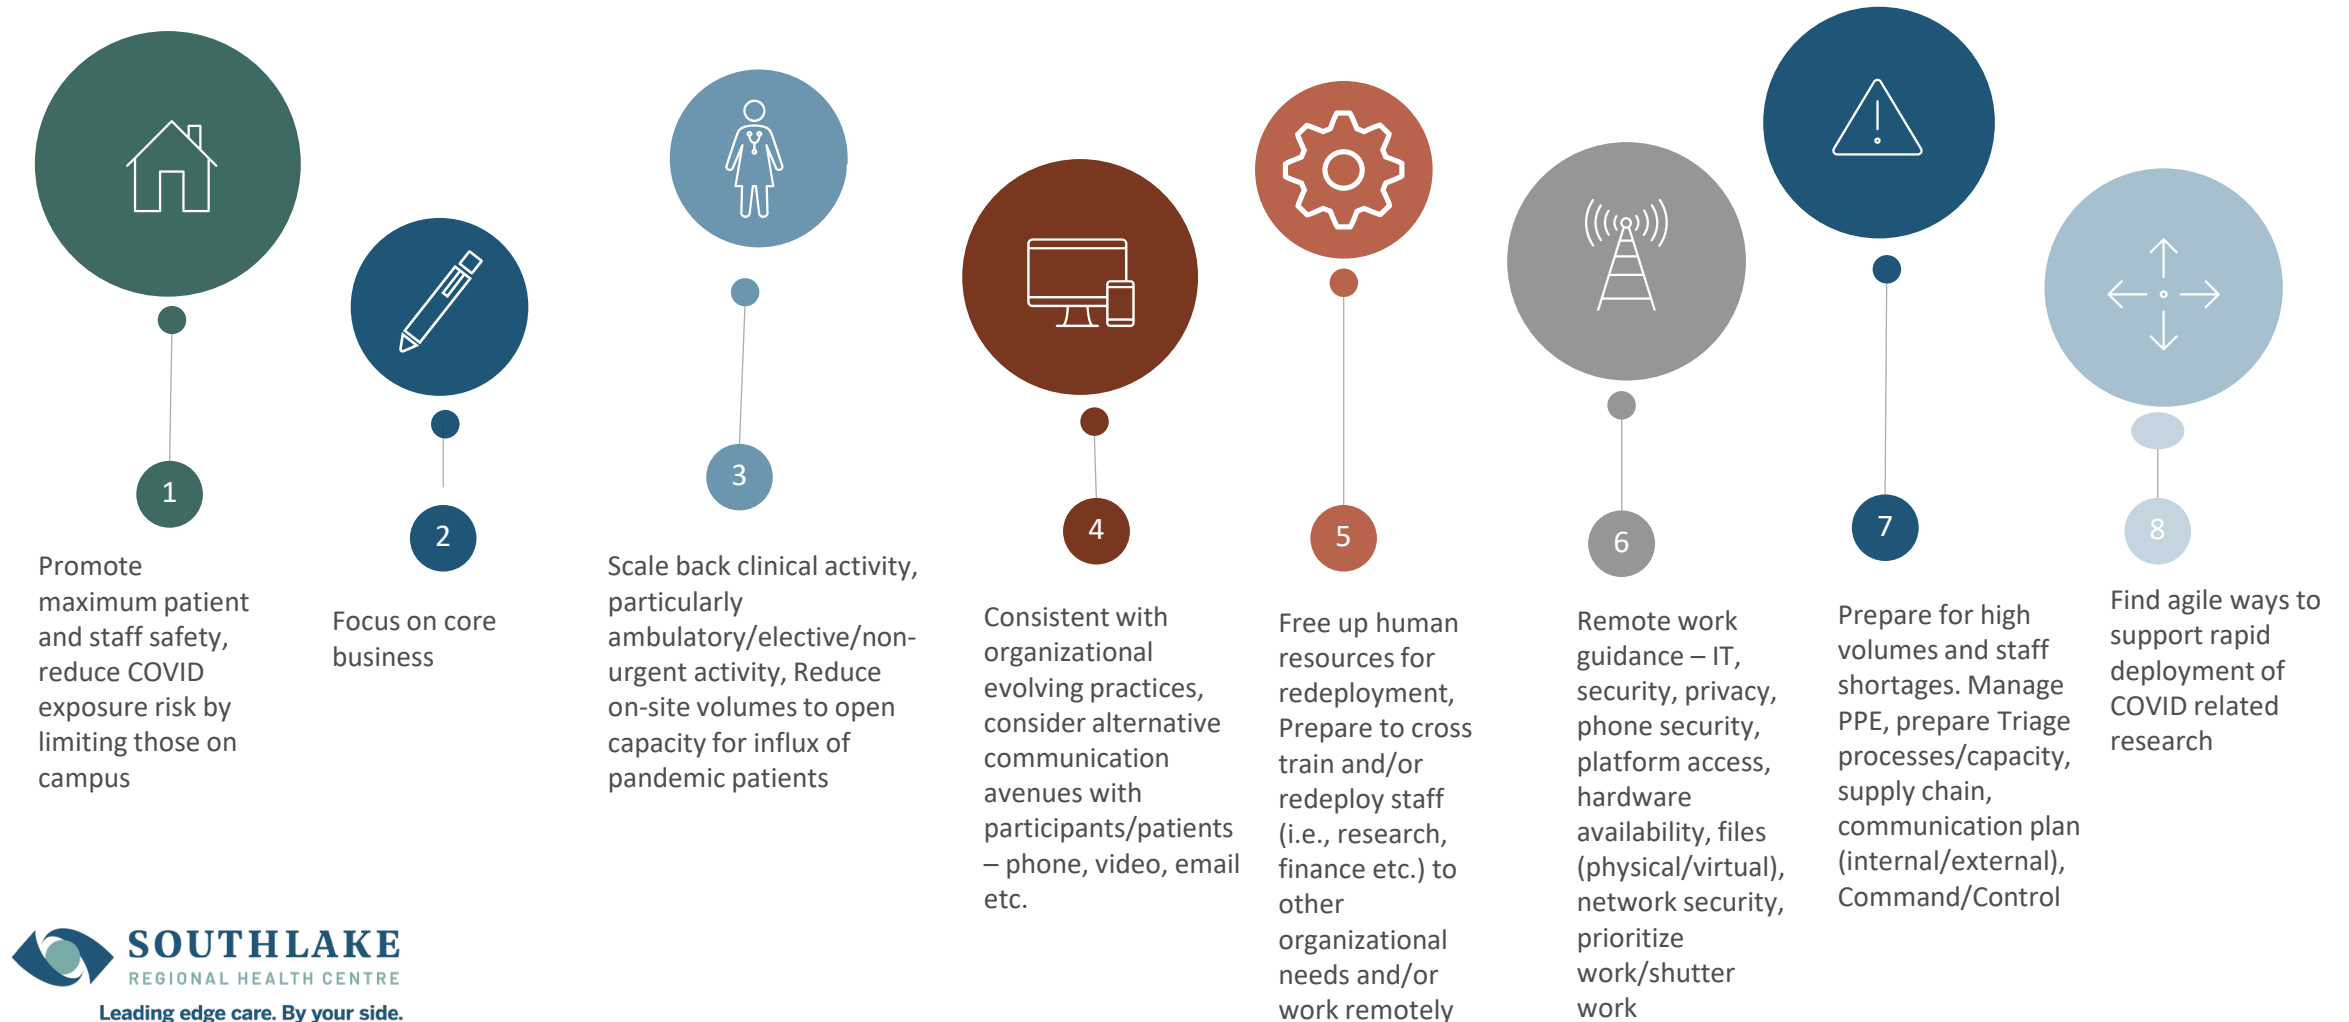 1
Promote
maximum patient
and staff safety,
reduce COVID
exposure risk by
limiting those on
campus
2
Focus on core
business
3
Scale back clinical activity,
particularly
ambulatory/elective/non-
urgent activity, Reduce
on-site volumes to open
capacity for influx of
pandemic patients
4
Consistent with
organizational
evolving practices,
consider alternative
communication
avenues with
participants/patients
– phone, video, email
etc.
5
Free up human
resources for
redeployment,
Prepare to cross
train and/or
redeploy staff
(i.e., research,
finance etc.) to
other
organizational
needs and/or
work remotely
6
Remote work
guidance – IT,
security, privacy,
phone security,
platform access,
hardware
availability, files
(physical/virtual),
network security,
prioritize
work/shutter
work
7
Prepare for high
volumes and staff
shortages. Manage
PPE, prepare Triage
processes/capacity,
supply chain,
communication plan
(internal/external),
Command/Control
8
Find agile ways to
support rapid
deployment of
COVID related
research
SOUTHLAKE
REGIONAL HEALTH CENTRE
Leading edge care. By your side.